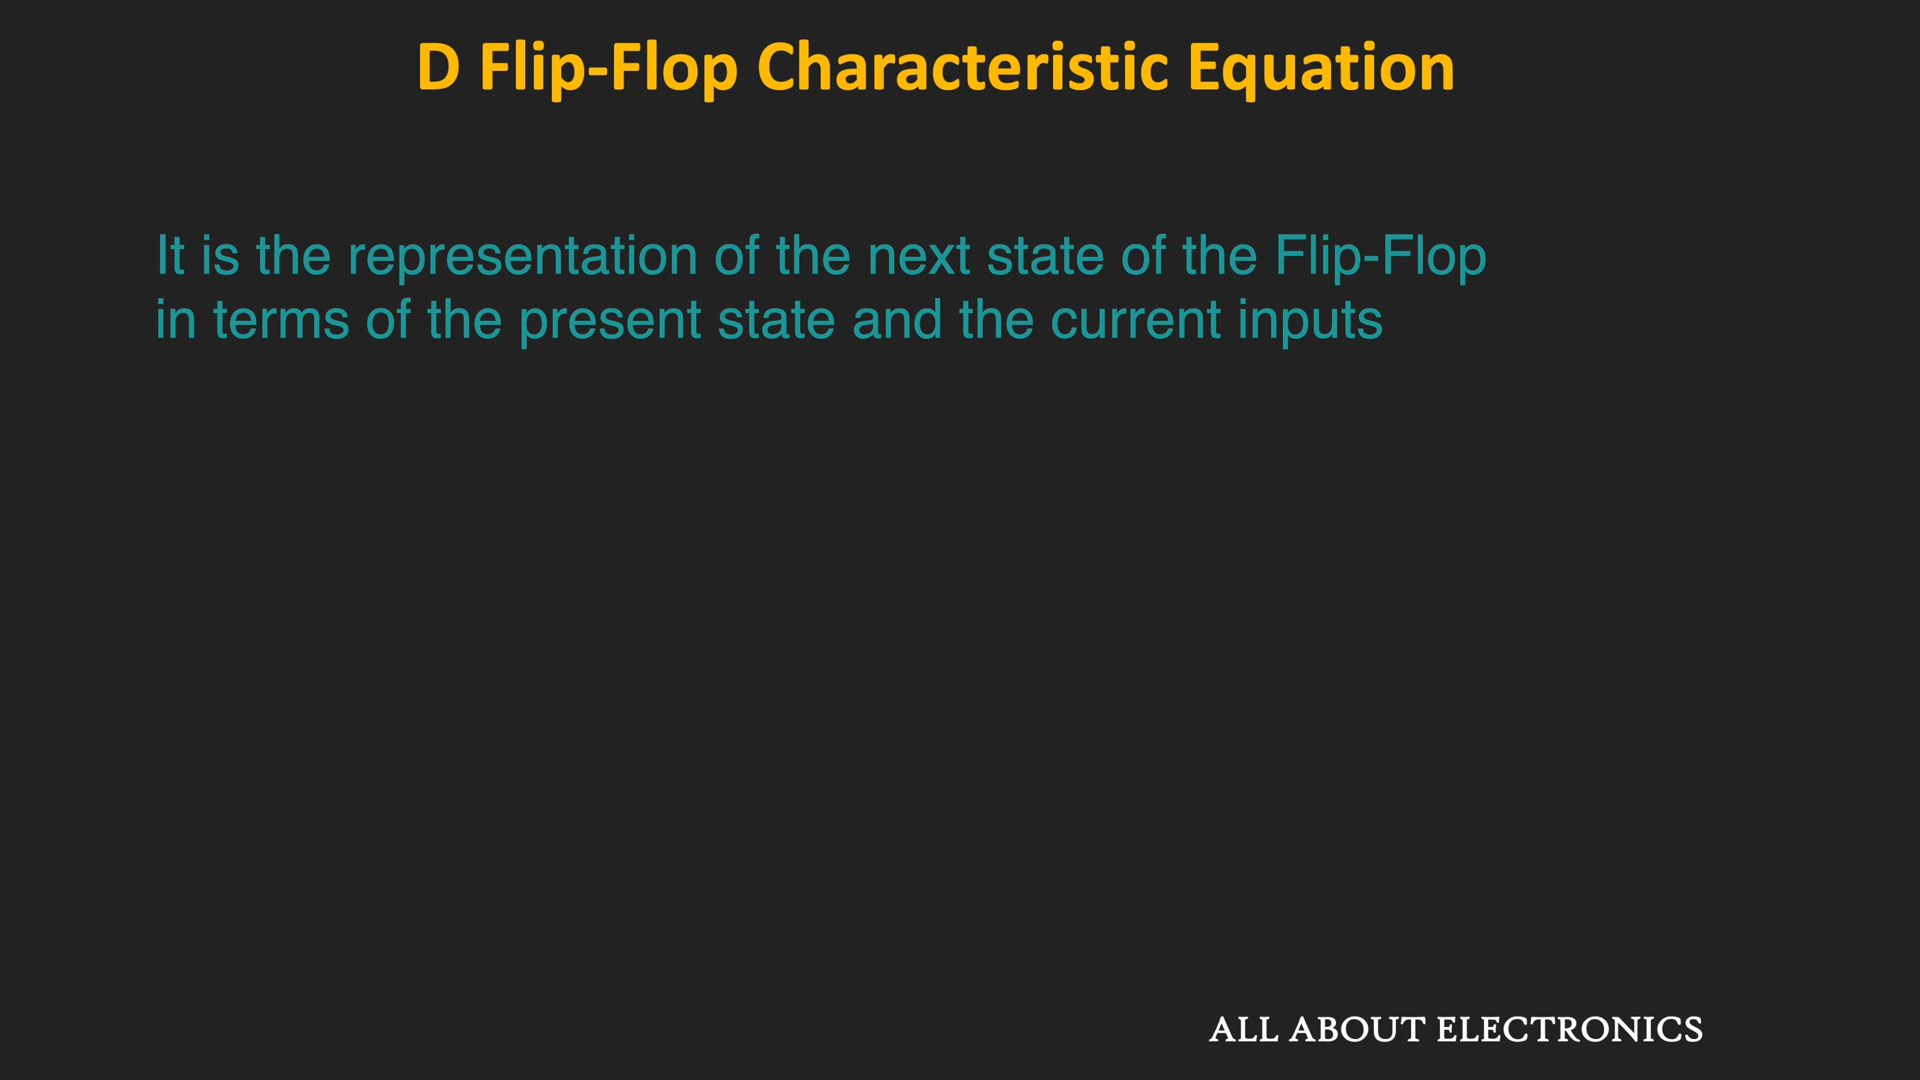 D Flip-Flop Characteristic Equation
It is the representation of the next state of the Flip-Flop
in terms of the present state and the current inputs
ALL ABOUT ELECTRONICS